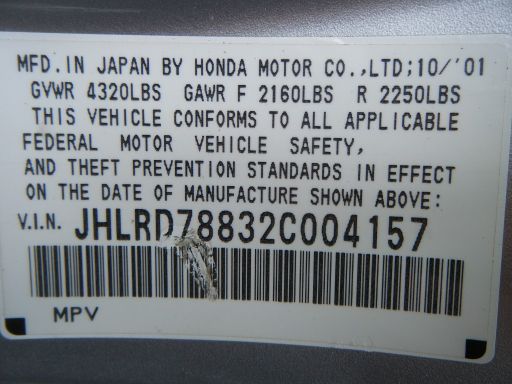 MFD. IN JAPAN BY HONDA MOTOR CO.,LTD;10/'01
GVWR 4320LBS GAWR F 2160LBS R 2250LBS
THIS VEHICLE CONFORMS TO ALL APPLICABLE
FEDERAL MOTOR VEHICLE SAFETY,
AND THEFT PREVENTION STANDARDS IN EFFECT
ON THE DATE OF MANUFACTURE SHOWN ABOVE:
V.I.N. JHLRD78832C004157
MPV